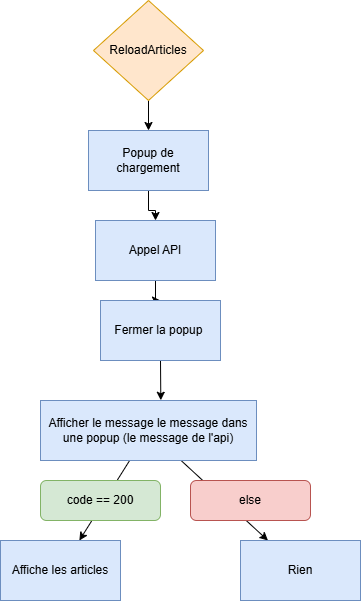 ReloadArticles
Popup de
chargement
Appel API
Fermer la popup
Afficher le message le message dans
une popup (le message de l'api)
code == 200
else
Affiche les articles
Rien